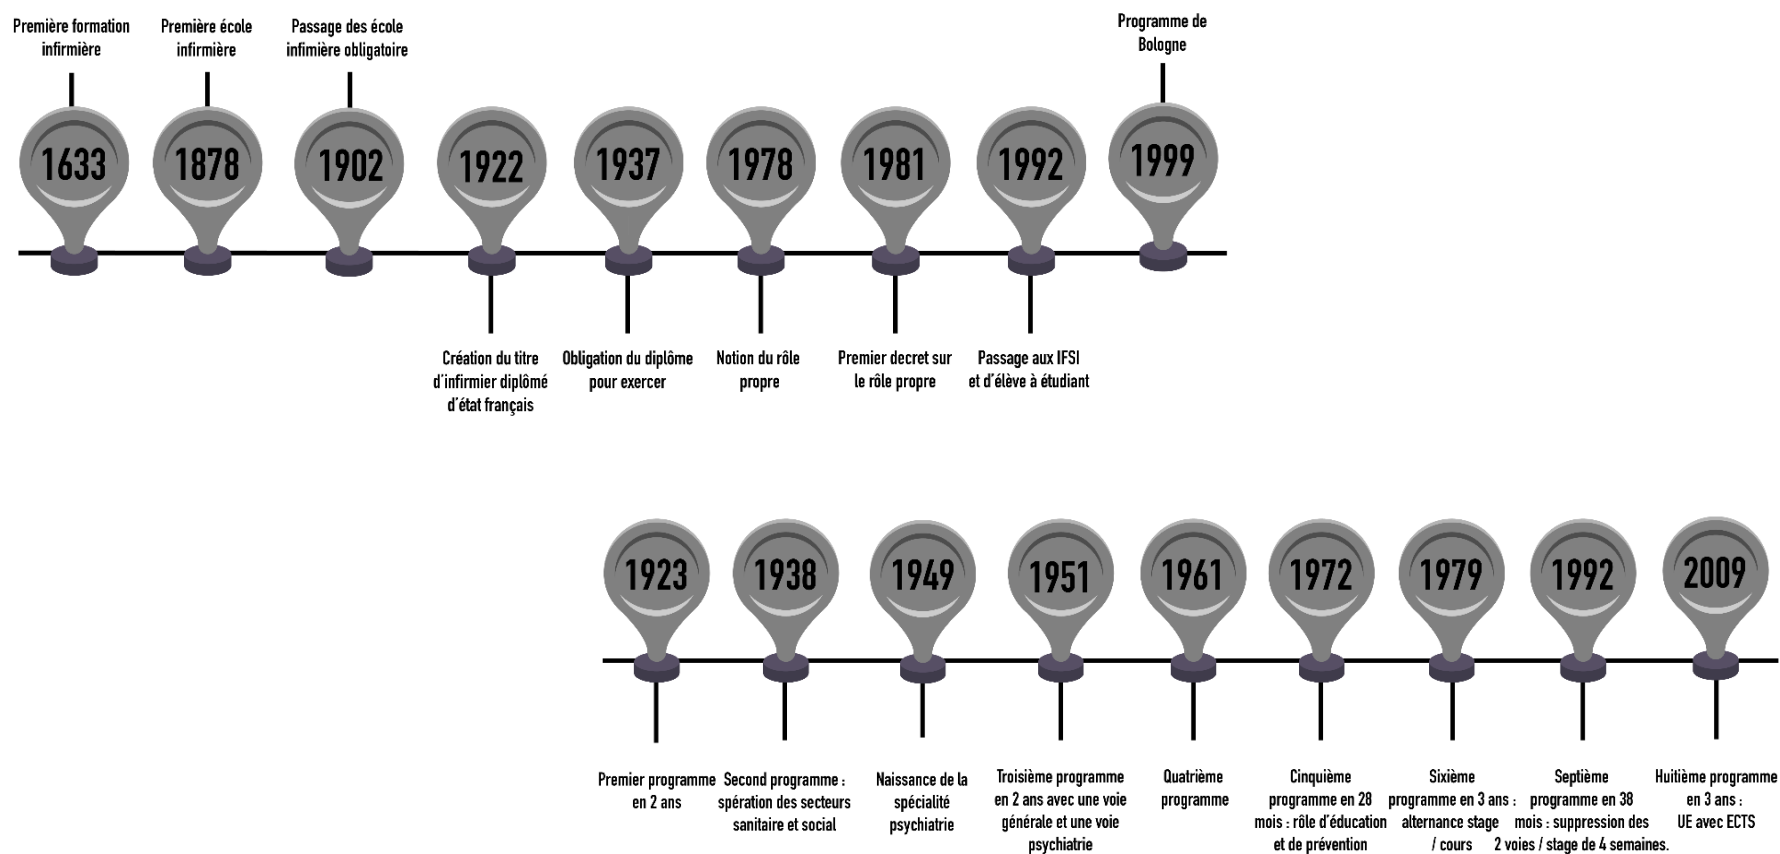 Première formation
infirmière
Première école
infirmière
Passage des école
infimière obligatoire
Programme de
Bologne
1633
1878
1902
1922
1937
1978
1981
1992
1999
Création du titre
d'infirmier diplômé
d'état français
Obligation du diplôme
pour exercer
Notion du rôle
propre
Premier decret sur
le rôle propre
Passage aux IFSI
et d'élève à étudiant
1923
1938
1949
1951
1961
1972
1979
1992
2009
Premier programme
en 2 ans
Second programme :
spération des secteurs
sanitaire et social
Naissance de la
spécialité
psychiatrie
Troisième programme
en 2 ans avec une voie
générale et une voie
psychiatrie
Quatrième
programme
Cinquième
programme en 28
mois : rôle d'éducation
et de prévention
Sixième
programme en 3 ans :
alternance stage
/ cours
Septième
programme en 38
mois : suppression des
2 voies / stage de 4 semaines.
Huitième programme
en 3 ans :
UE avec ECTS